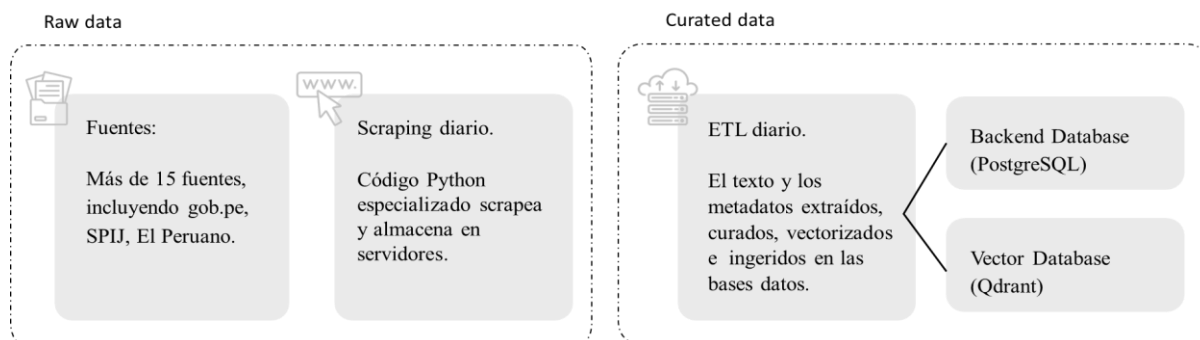 Raw data
Fuentes:
Más de 15 fuentes,
incluyendo gob.pe,
SPIJ, El Peruano.
www.
Scraping diario.
Código Python
especializado scrapea
y almacena en
servidores.
Curated data
ETL diario.
El texto y los
metadatos extraídos,
curados, vectorizados
e ingeridos en las
bases datos.
Backend Database
(PostgreSQL)
Vector Database
(Qdrant)